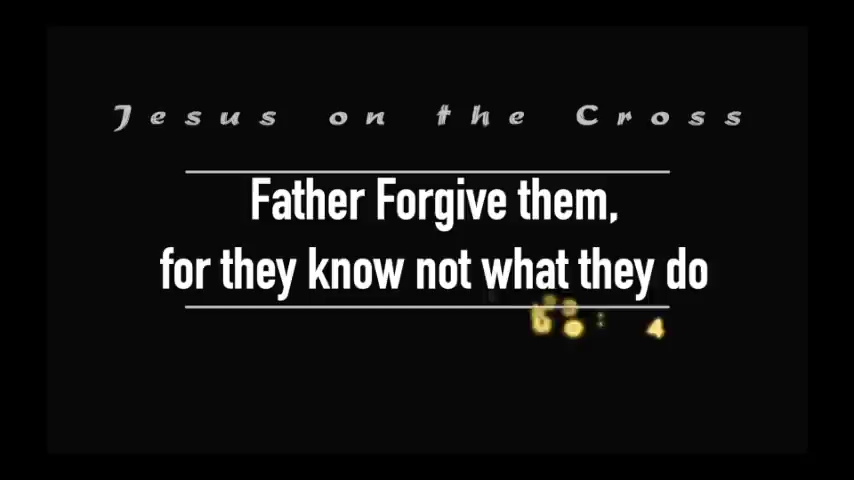 Jesus on the Cross
Father Forgive them,
for they know not what they do